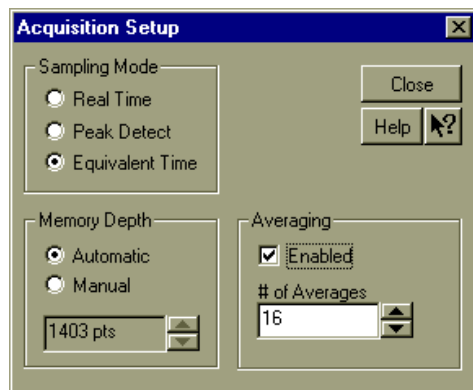 Acquisition Setup
Sampling Mode
Real Time
Peak Detect
Equivalent Time
Close
Help
Memory Depth
Automatic
Manual
1403 pts
Averaging
Enabled
# of Averages
16